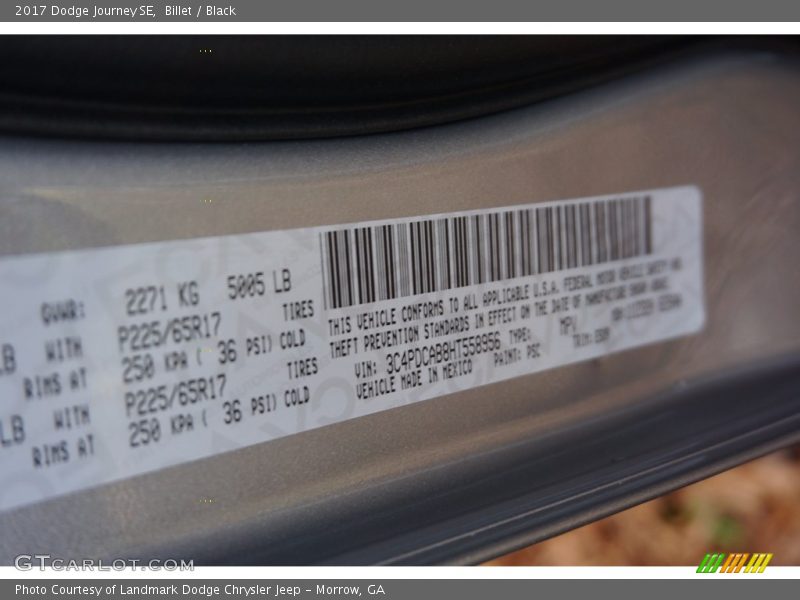 2017 Dodge Journey SE, Billet / Black
GVWR: 2271 KG 5005 LB
LB WITH P225/65R17 TIRES
RIMS AT 250 KPA ( 36 PSI) COLD
LB WITH P225/65R17 TIRES
RIMS AT 250 KPA ( 36 PSI) COLD
THIS VEHICLE CONFORMS TO ALL APPLICABLE U.S.A. FEDERAL MOTOR VEHICLE SAFETY AND
THEFT PREVENTION STANDARDS IN EFFECT ON THE DATE OF MANUFACTURE SHOWN ABOVE.
VIN: 3C4PDCAB8HT558956 TYPE: MPV
VEHICLE MADE IN MEXICO PAINT: PSC TRIM:
GTCARLOT.COM
Photo Courtesy of Landmark Dodge Chrysler Jeep – Morrow, GA